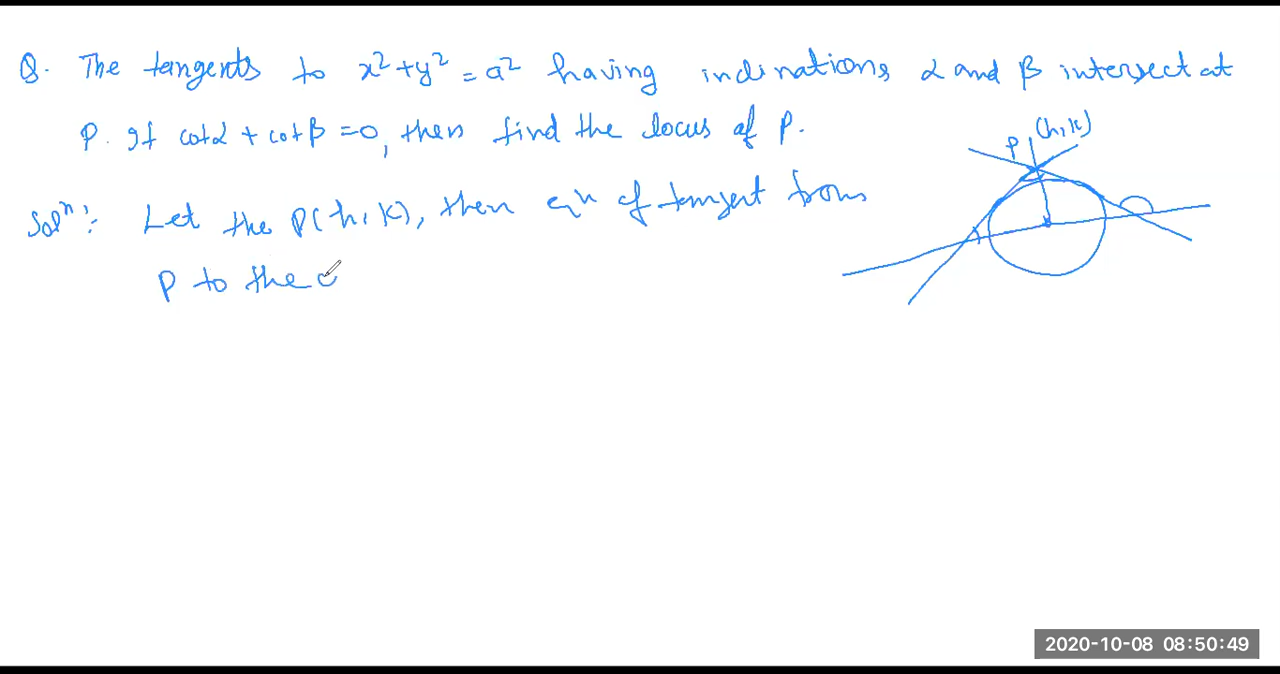 Q. The tangents to x²+y²=a² having inclinations α and β intersect at
P. If cotα + cotβ =0, then find the locus of P.
P (h,k)
Solⁿ: Let the P(h,k), then eqn of tangent from
P to the c
2020-10-08 08:50:49